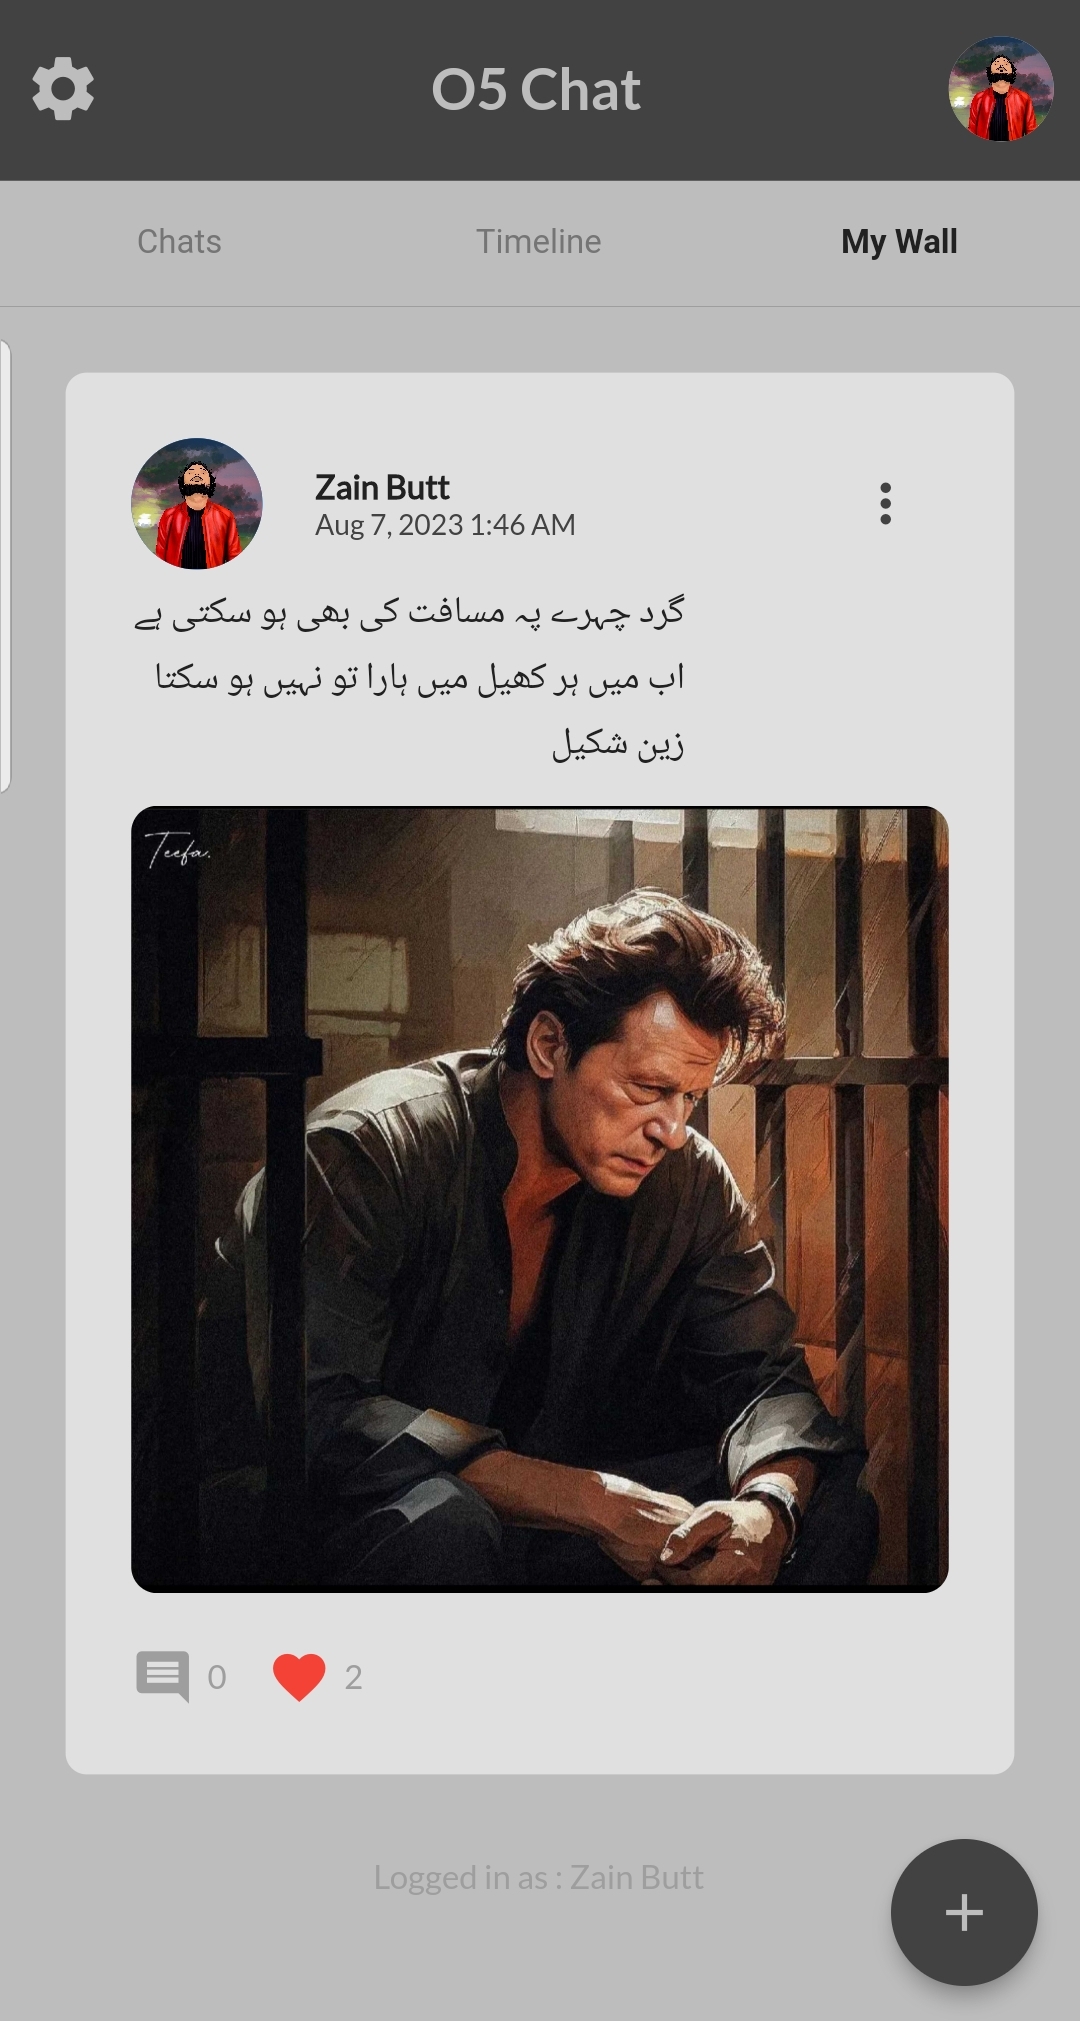 O5 Chat
Chats Timeline My Wall
Zain Butt
Aug 7, 2023 1:46 AM
گرد چہرے پہ مسافت کی بھی ہو سکتی ہے
اب میں ہر کھیل میں ہارا تو نہیں ہو سکتا
زین شکیل
Teefa.
0 2
Logged in as : Zain Butt